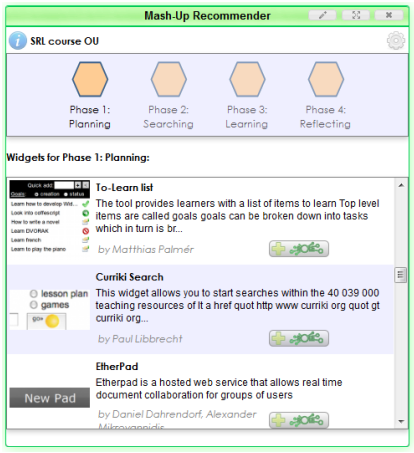 Mash-Up Recommender
SRL course OU
Phase 1: Planning
Phase 2: Searching
Phase 3: Learning
Phase 4: Reflecting
Widgets for Phase 1: Planning:
Quick add:
Goals: creation status
Learn how to develop Wid...
Look into coffescript
How to write a novel
Learn DVORAK
Learn french
Learn to play the piano
To-Learn list
The tool provides learners with a list of items to learn Top level
items are called goals goals can be broken down into tasks
which in turn is br...
by Matthias Palmér
lesson plan
games
go»
Curriki Search
This widget allows you to start searches within the 40 039 000
teaching resources of It a href quot http www curriki org quot gt
curriki org...
by Paul Libbrecht
New Pad
EtherPad
Etherpad is a hosted web service that allows real time
document collaboration for groups of users
by Daniel Dahrendorf, Alexander
Mikroyannidis